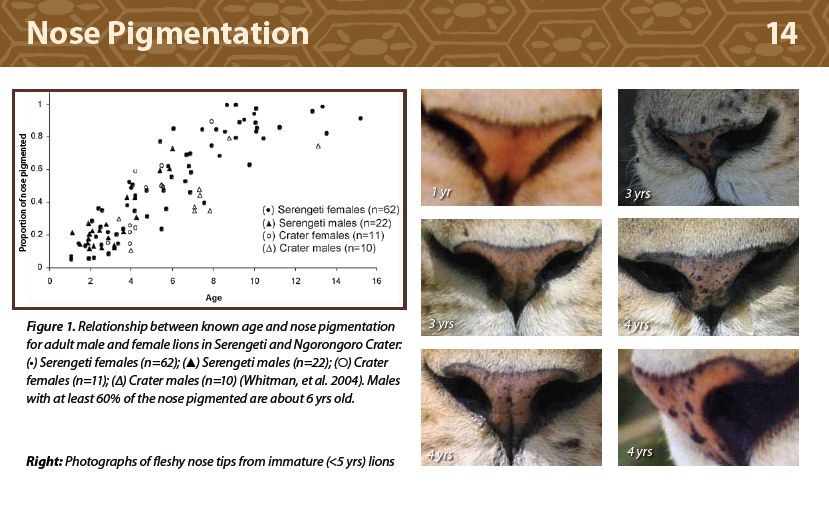 Nose Pigmentation
14
Proportion of nose pigmented
1
0.8
0.6
0.4
0.2
0
0 2 4 6 8 10 12 14 16
Age
(•) Serengeti females (n=62)
(▲) Serengeti males (n=22)
(○) Crater females (n=11)
(△) Crater males (n=10)
1 yr
3 yrs
3 yrs
4 yrs
4 yrs
4 yrs
Figure 1. Relationship between known age and nose pigmentation
for adult male and female lions in Serengeti and Ngorongoro Crater:
(•) Serengeti females (n=62); (▲) Serengeti males (n=22); (○) Crater
females (n=11); (∆) Crater males (n=10) (Whitman, et al. 2004). Males
with at least 60% of the nose pigmented are about 6 yrs old.
Right: Photographs of fleshy nose tips from immature (<5 yrs) lions